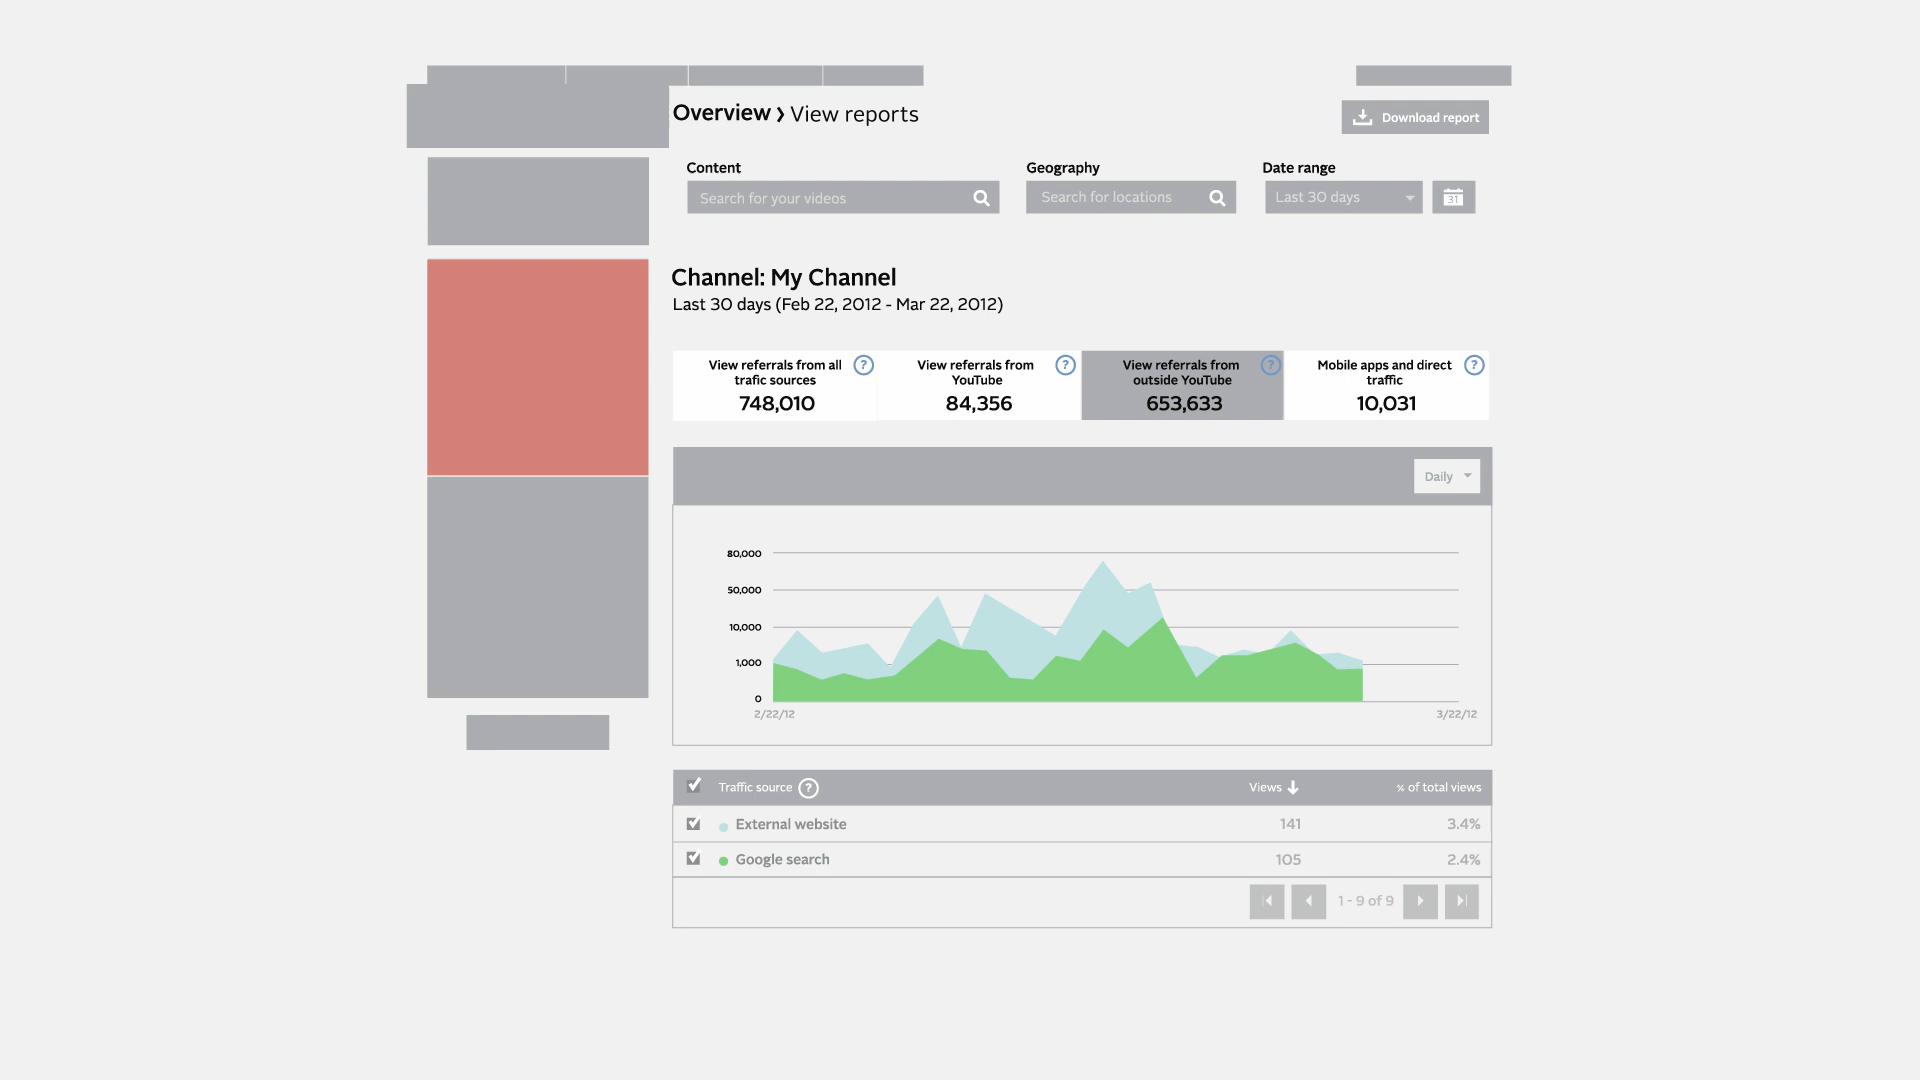 Overview › View reports
Download report
Content
Geography
Date range
Search for your videos
Search for locations
Last 30 days
31
Channel: My Channel
Last 30 days (Feb 22, 2012 - Mar 22, 2012)
View referrals from all
trafic sources
748,010
?
View referrals from
YouTube
84,356
?
View referrals from
outside YouTube
653,633
?
Mobile apps and direct
traffic
10,031
?
Daily
80,000
50,000
10,000
1,000
0
2/22/12
3/22/12
Traffic source ? Views % of total views
External website 141 3.4%
Google search 105 2.4%
1 - 9 of 9